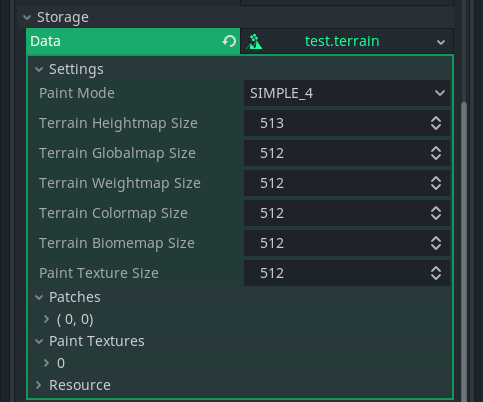 Storage
Data test.terrain
Settings
Paint Mode SIMPLE_4
Terrain Heightmap Size 513
Terrain Globalmap Size 512
Terrain Weightmap Size 512
Terrain Colormap Size 512
Terrain Biomemap Size 512
Paint Texture Size 512
Patches
( 0, 0)
Paint Textures
0
Resource